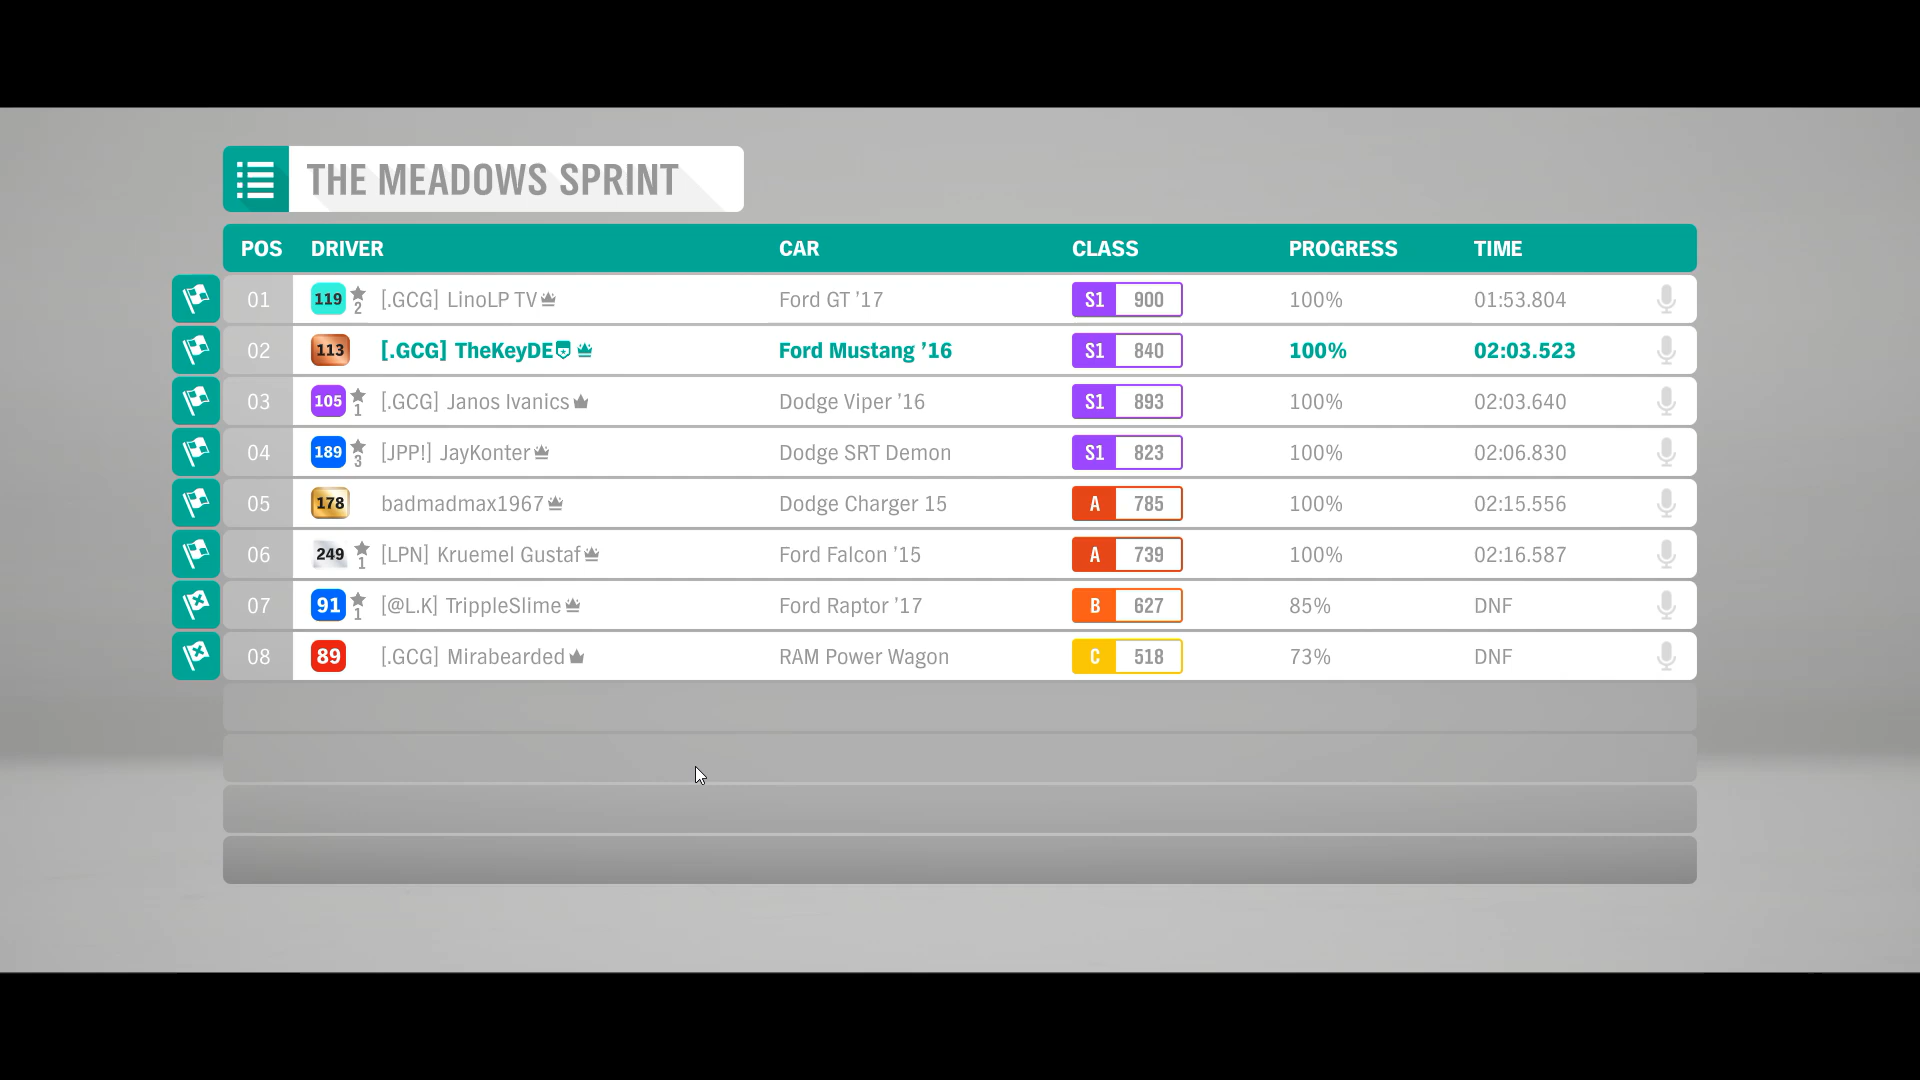 THE MEADOWS SPRINT
POS DRIVER CAR CLASS PROGRESS TIME
01 119 2 [.GCG] LinoLP TV Ford GT ’17 S1 900 100% 01:53.804
02 113 [.GCG] TheKeyDE Ford Mustang ’16 S1 840 100% 02:03.523
03 105 1 [.GCG] Janos Ivanics Dodge Viper ’16 S1 893 100% 02:03.640
04 189 3 [JPP!] JayKonter Dodge SRT Demon S1 823 100% 02:06.830
05 178 badmadmax1967 Dodge Charger 15 A 785 100% 02:15.556
06 249 1 [LPN] Kruemel Gustaf Ford Falcon ’15 A 739 100% 02:16.587
07 91 1 [@L.K] TrippleSlime Ford Raptor ’17 B 627 85% DNF
08 89 [.GCG] Mirabearded RAM Power Wagon C 518 73% DNF